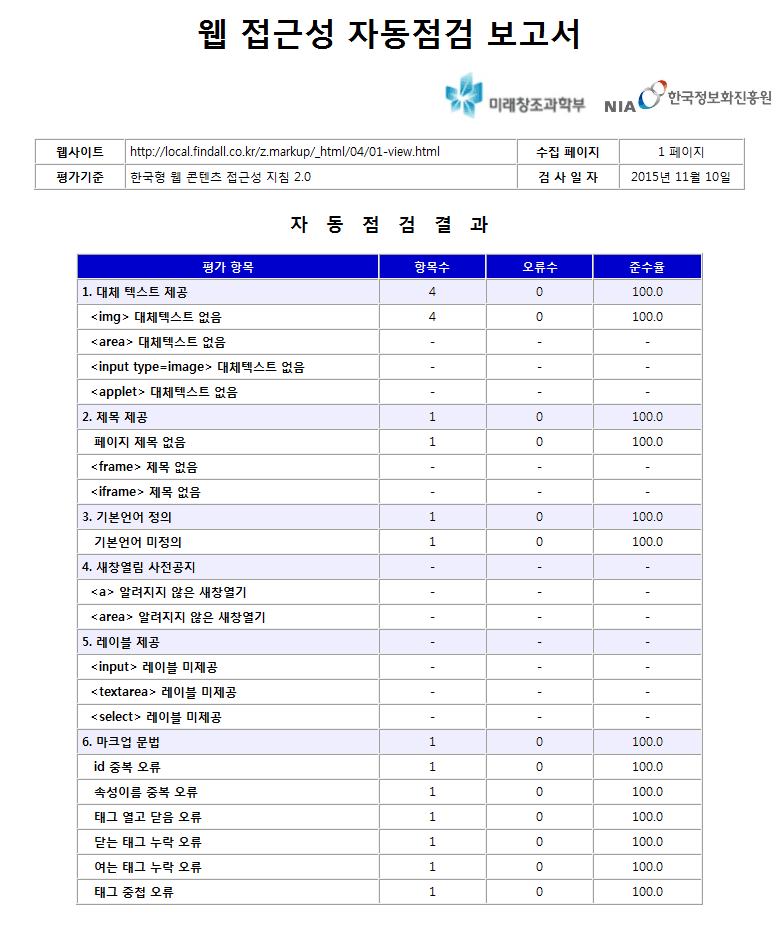 웹 접근성 자동점검 보고서
미래창조과학부 NIA 한국정보화진흥원
웹사이트 http://local.findall.co.kr/z.markup/_html/04/01-view.html 수집 페이지 1 페이지
평가기준 한국형 웹 콘텐츠 접근성 지침 2.0 검 사 일 자 2015년 11월 10일
자 동 점 검 결 과
평가 항목 항목수 오류수 준수율
1. 대체 텍스트 제공 4 0 100.0
<img> 대체텍스트 없음 4 0 100.0
<area> 대체텍스트 없음 - - -
<input type=image> 대체텍스트 없음 - - -
<applet> 대체텍스트 없음 - - -
2. 제목 제공 1 0 100.0
페이지 제목 없음 1 0 100.0
<frame> 제목 없음 - - -
<iframe> 제목 없음 - - -
3. 기본언어 정의 1 0 100.0
기본언어 미정의 1 0 100.0
4. 새창열림 사전공지 - - -
<a> 알려지지 않은 새창열기 - - -
<area> 알려지지 않은 새창열기 - - -
5. 레이블 제공 - - -
<input> 레이블 미제공 - - -
<textarea> 레이블 미제공 - - -
<select> 레이블 미제공 - - -
6. 마크업 문법 1 0 100.0
id 중복 오류 1 0 100.0
속성이름 중복 오류 1 0 100.0
태그 열고 닫음 오류 1 0 100.0
닫는 태그 누락 오류 1 0 100.0
여는 태그 누락 오류 1 0 100.0
태그 중첩 오류 1 0 100.0